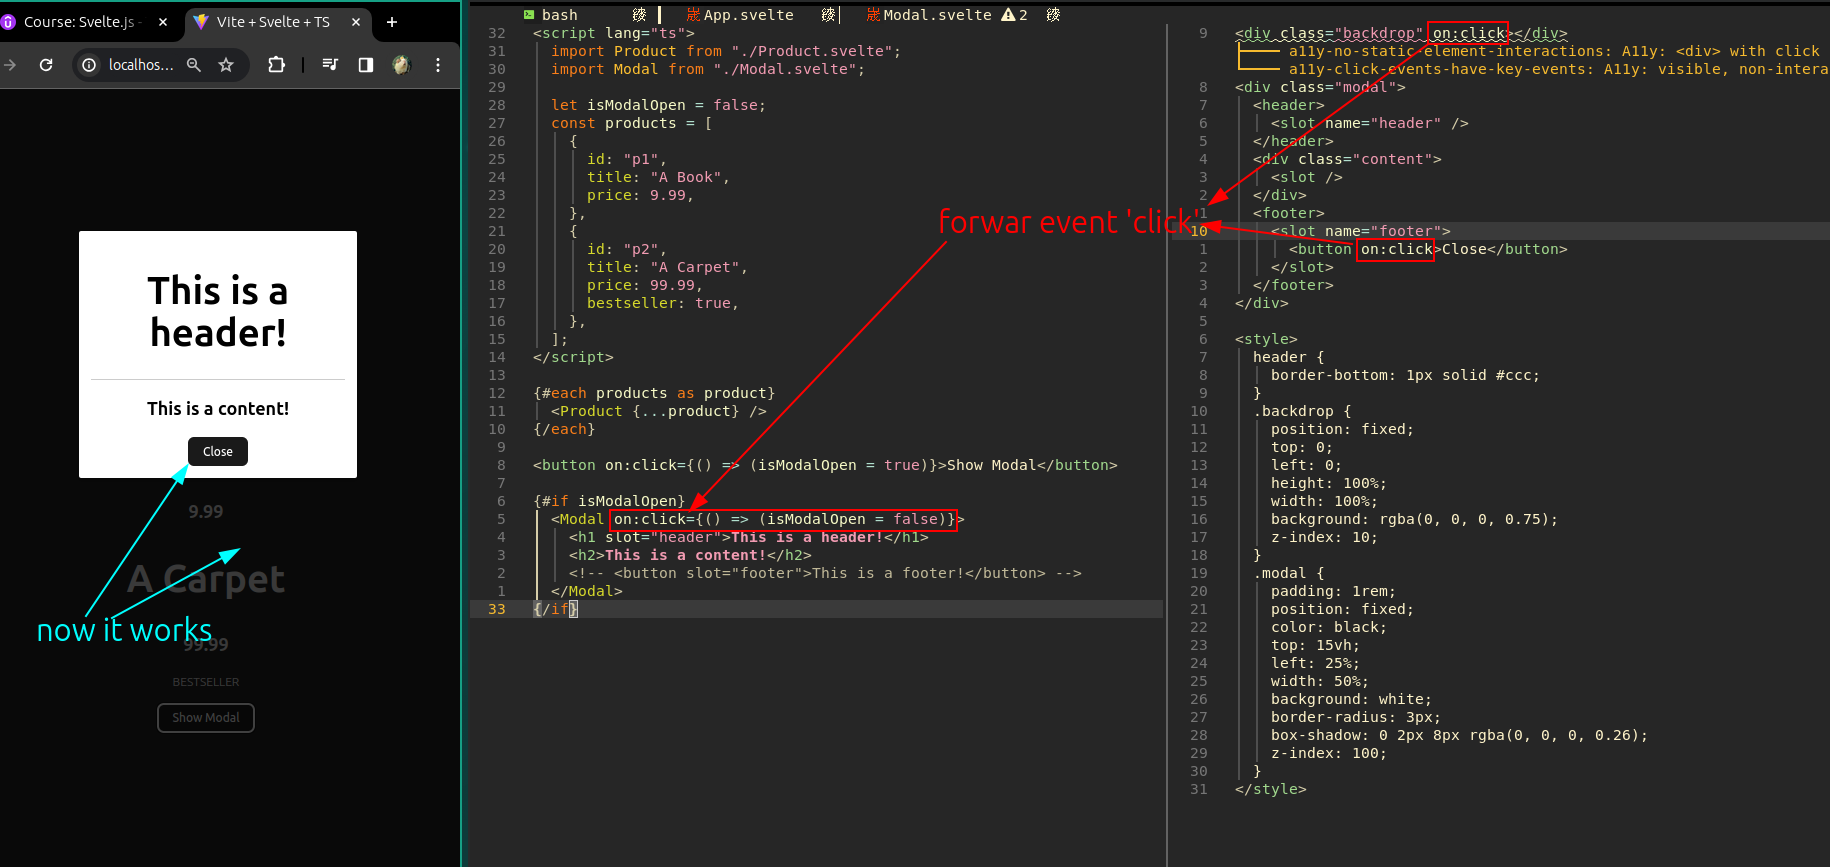 Course: Svelte.Js -
Vite + Svelte + TS
localhos...
This is a
header!
This is a content!
Close
9.99
A Carpet
now it works
99.99
BESTSELLER
Show Modal
bash
App.svelte
Modal.svelte 2
32 <script lang="ts">
31 import Product from "./Product.svelte";
30 import Modal from "./Modal.svelte";
29
28 let isModalOpen = false;
27 const products = [
26 {
25 id: "p1",
24 title: "A Book",
23 price: 9.99,
22 },
21 {
20 id: "p2",
19 title: "A Carpet",
18 price: 99.99,
17 bestseller: true,
16 },
15 ];
14 </script>
13
12 {#each products as product}
11 <Product {...product} />
10 {/each}
9
8 <button on:click={() => (isModalOpen = true)}>Show Modal</button>
7
6 {#if isModalOpen}
5 <Modal on:click={() => (isModalOpen = false)}>
4 <h1 slot="header">This is a header!</h1>
3 <h2>This is a content!</h2>
2 <!-- <button slot="footer">This is a footer!</button> -->
1 </Modal>
33 {/if}
forwar event 'click'
9 <div class="backdrop" on:click></div>
a11y-no-static-element-interactions: A11y: <div> with click
a11y-click-events-have-key-events: A11y: visible, non-intera
8 <div class="modal">
7 <header>
6 <slot name="header" />
5 </header>
4 <div class="content">
3 <slot />
2 </div>
1 <footer>
10 <slot name="footer">
1 <button on:click>Close</button>
2 </slot>
3 </footer>
4 </div>
5
6 <style>
7 header {
8 border-bottom: 1px solid #ccc;
9 }
10 .backdrop {
11 position: fixed;
12 top: 0;
13 left: 0;
14 height: 100%;
15 width: 100%;
16 background: rgba(0, 0, 0, 0.75);
17 z-index: 10;
18 }
19 .modal {
20 padding: 1rem;
21 position: fixed;
22 color: black;
23 top: 15vh;
24 left: 25%;
25 width: 50%;
26 background: white;
27 border-radius: 3px;
28 box-shadow: 0 2px 8px rgba(0, 0, 0, 0.26);
29 z-index: 100;
30 }
31 </style>